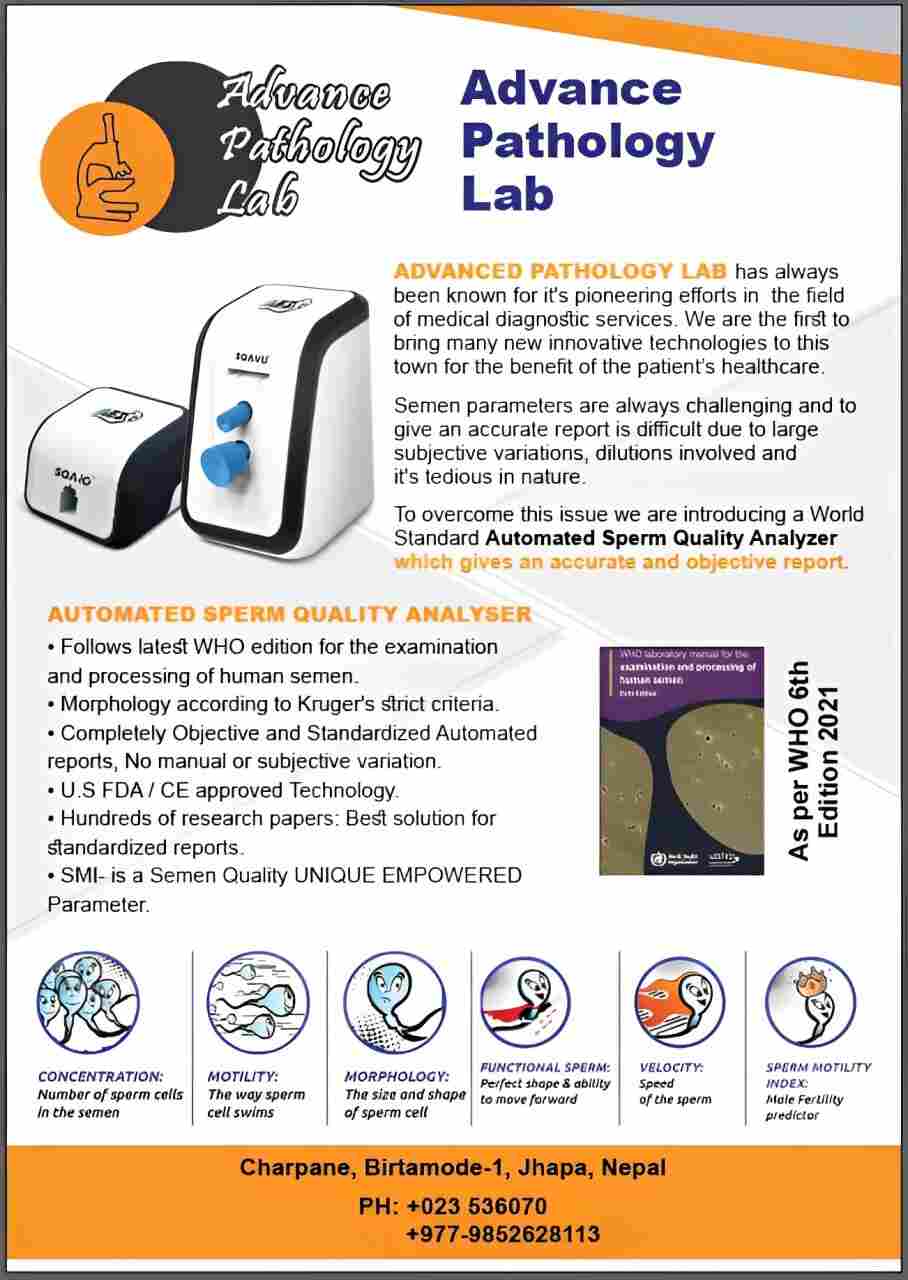 Advance
Pathology
Lab
Advance
Pathology
Lab
ADVANCED PATHOLOGY LAB has always
been known for it's pioneering efforts in the field
of medical diagnostic services. We are the first to
bring many new innovative technologies to this
town for the benefit of the patient's healthcare.
Semen parameters are always challenging and to
give an accurate report is difficult due to large
subjective variations, dilutions involved and
it's tedious in nature.
To overcome this issue we are introducing a World
Standard Automated Sperm Quality Analyzer
which gives an accurate and objective report.
AUTOMATED SPERM QUALITY ANALYSER
• Follows latest WHO edition for the examination
and processing of human semen.
• Morphology according to Kruger's strict criteria.
• Completely Objective and Standardized Automated
reports, No manual or subjective variation.
• U.S FDA / CE approved Technology.
• Hundreds of research papers: Best solution for
standardized reports.
• SMI- is a Semen Quality UNIQUE EMPOWERED
Parameter.
WHO laboratory manual for the
examination and processing of
human semen
As per WHO 6th
Edition 2021
CONCENTRATION:
Number of sperm cells
in the semen
MOTILITY:
The way sperm
cell swims
MORPHOLOGY:
The size and shape
of sperm cell
FUNCTIONAL SPERM:
Perfect shape & ability
to move forward
VELOCITY:
Speed
of the sperm
SPERM MOTILITY
INDEX:
Male Fertility
predictor
Charpane, Birtamode-1, Jhapa, Nepal
PH: +023 536070
+977-9852628113